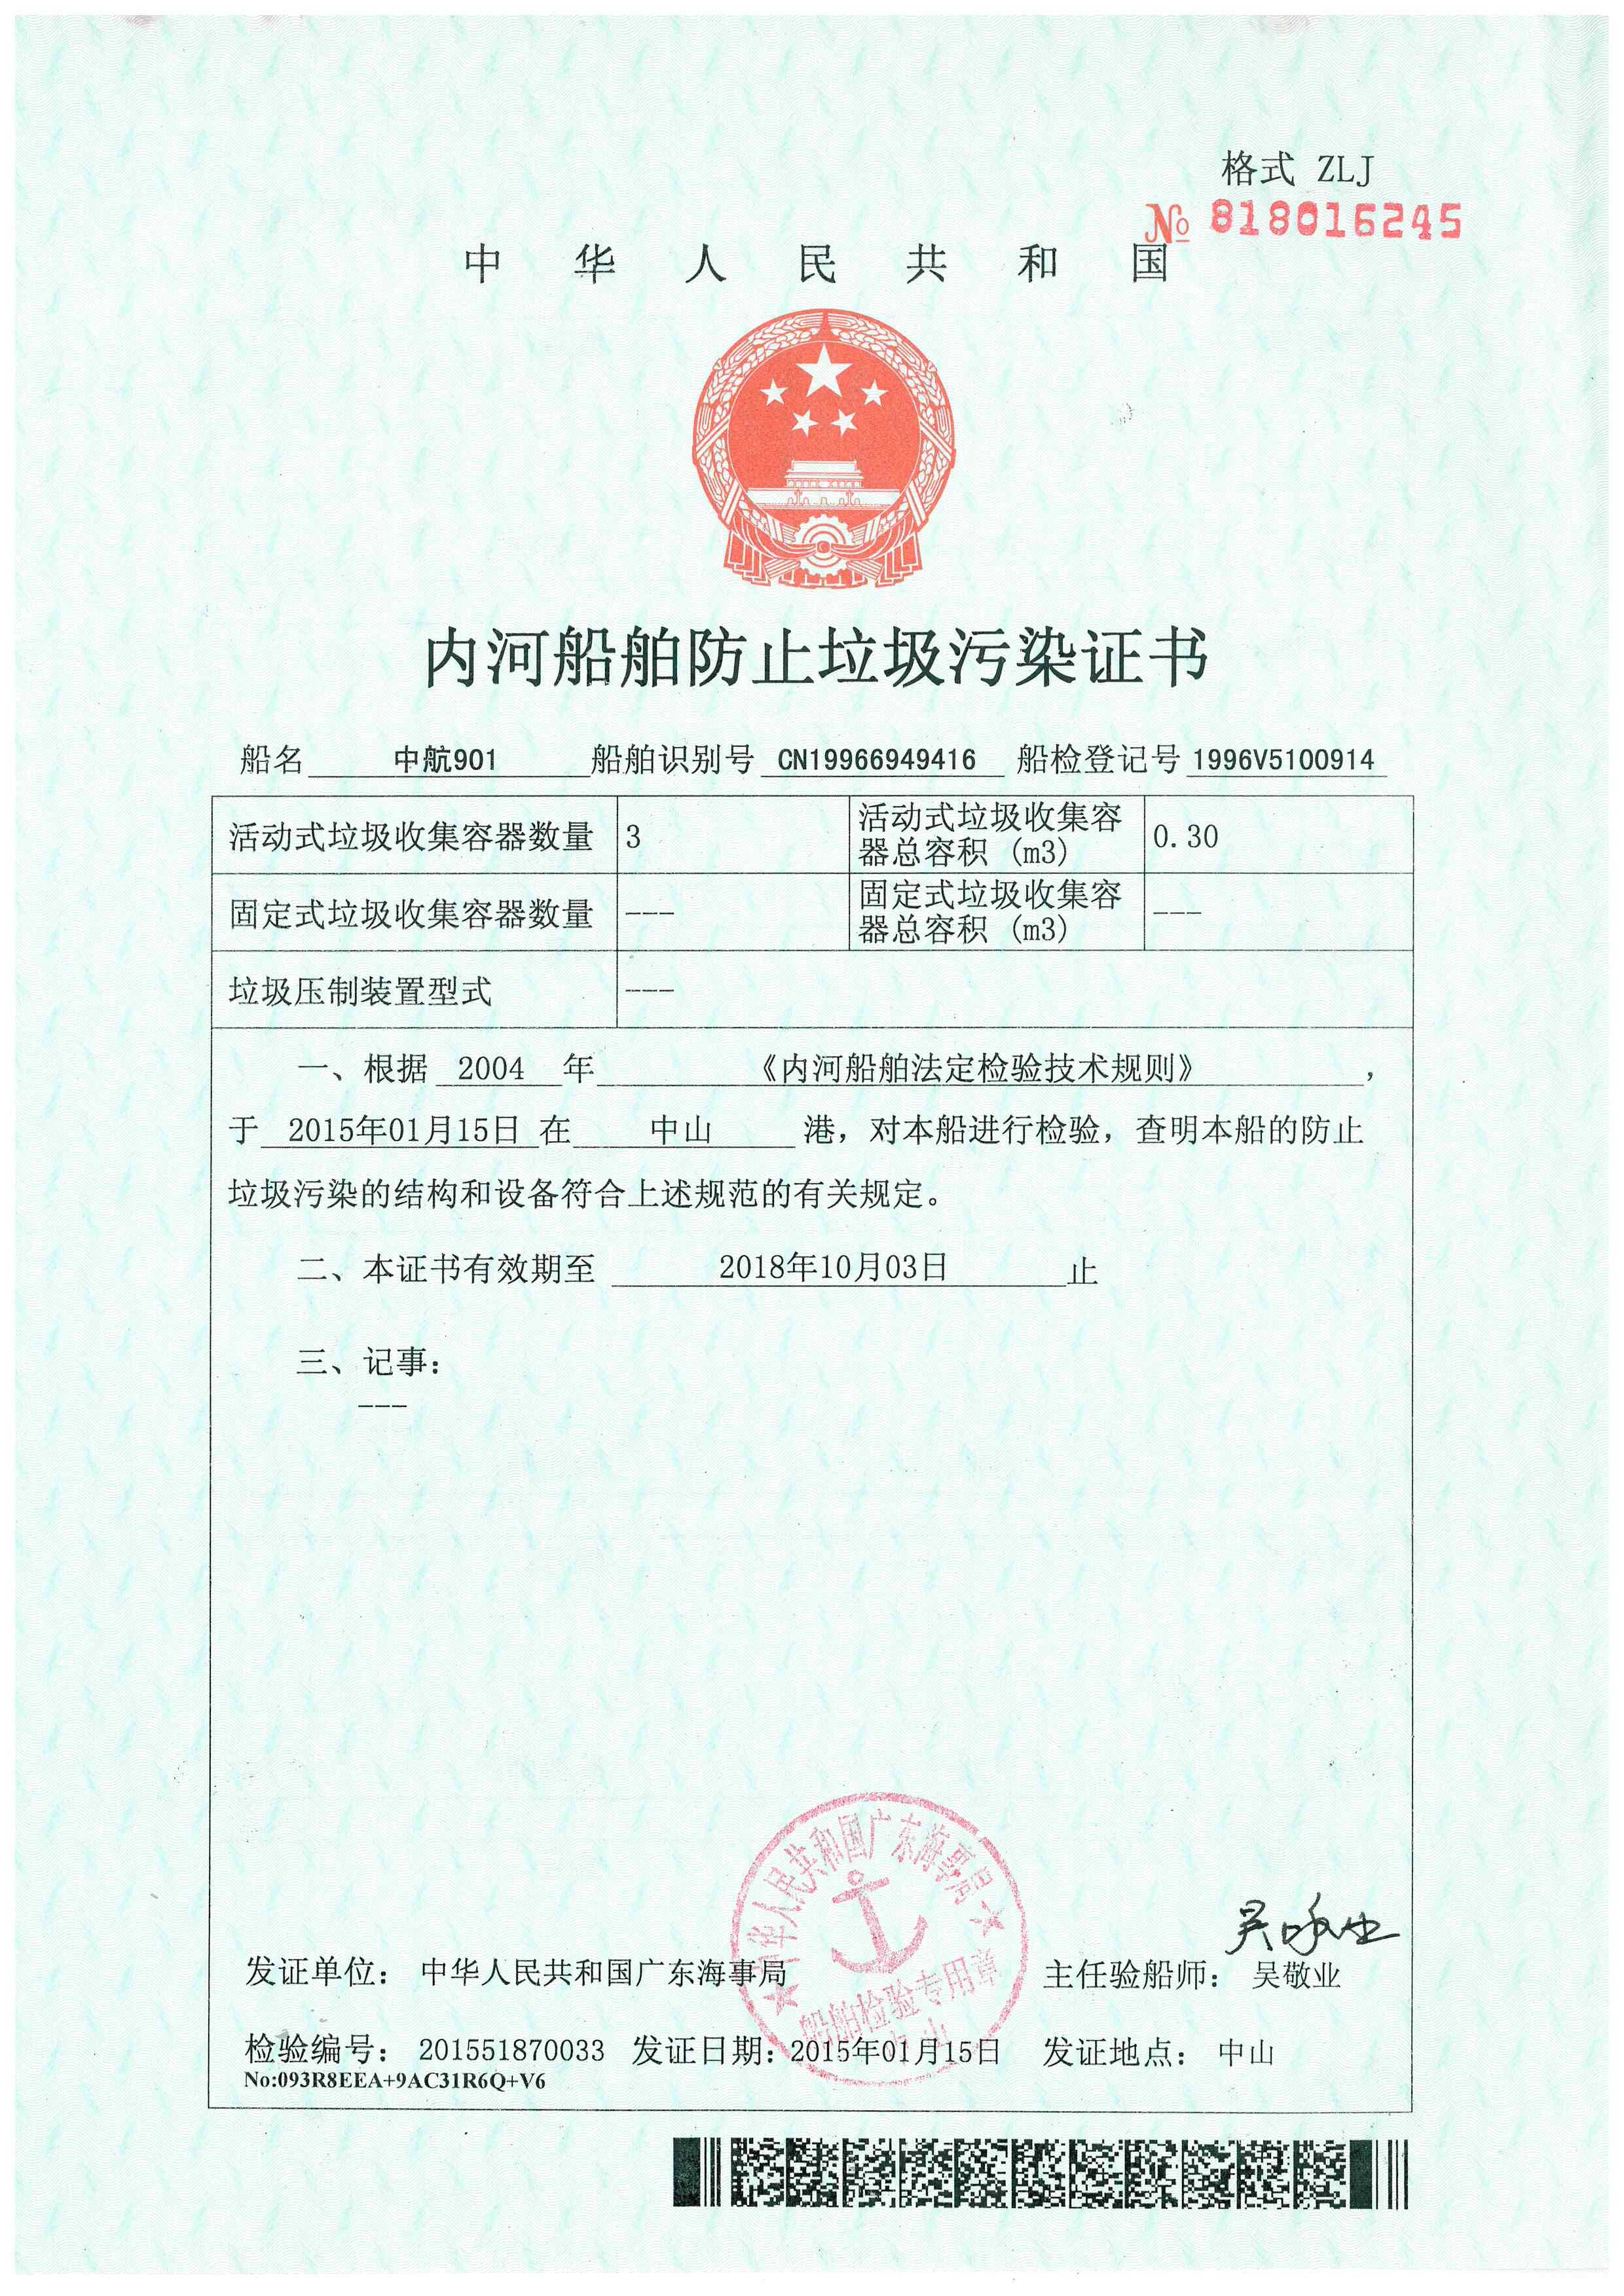 格式 ZLJ
№ 818016245
中华人民共和国
内河船舶防止垃圾污染证书
船名 中航901 船舶识别号 CN19966949416 船检登记号 1996V5100914
活动式垃圾收集容器数量 3 活动式垃圾收集容
器总容积 (m3) 0.30
固定式垃圾收集容器数量 --- 固定式垃圾收集容
器总容积 (m3) ---
垃圾压制装置型式 ---
一、根据 2004 年 《内河船舶法定检验技术规则》 ，
于 2015年01月15日 在 中山 港，对本船进行检验，查明本船的防止
垃圾污染的结构和设备符合上述规范的有关规定。
二、本证书有效期至 2018年10月03日 止
三、记事：
---
中华人民共和国广东海事局
船舶检验专用章
中山
发证单位： 中华人民共和国广东海事局 主任验船师： 吴敬业
检验编号： 201551870033 发证日期：2015年01月15日 发证地点： 中山
No:093R8EEA+9AC31R6Q+V6